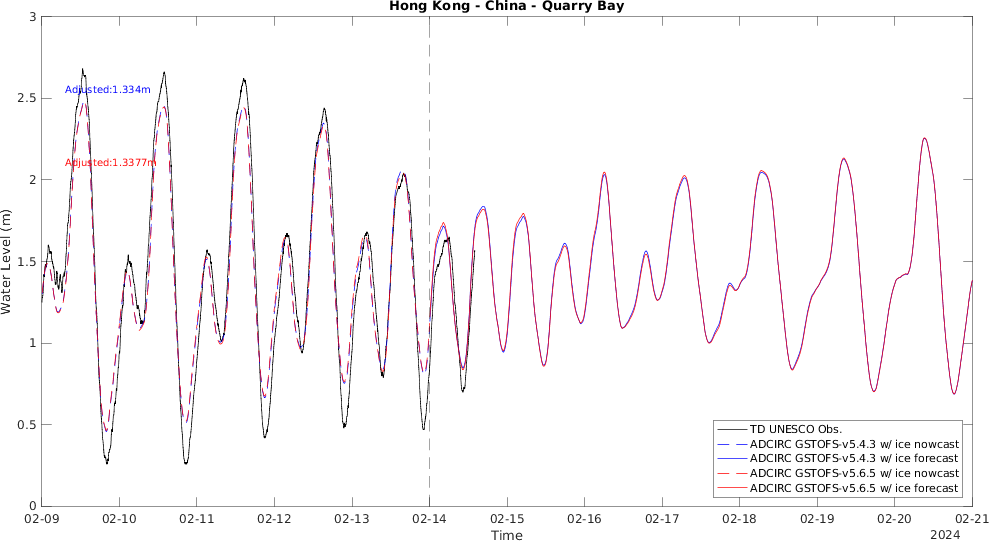 Hong Kong - China - Quarry Bay
3
2.5
2
1.5
1
0.5
0
Water Level (m)
Adjusted:1.334m
Adjusted:1.3377m
TD UNESCO Obs.
ADCIRC GSTOFS-v5.4.3 w/ ice nowcast
ADCIRC GSTOFS-v5.4.3 w/ ice forecast
ADCIRC GSTOFS-v5.6.5 w/ ice nowcast
ADCIRC GSTOFS-v5.6.5 w/ ice forecast
02-09 02-10 02-11 02-12 02-13 02-14 02-15 02-16 02-17 02-18 02-19 02-20 02-21
Time
2024